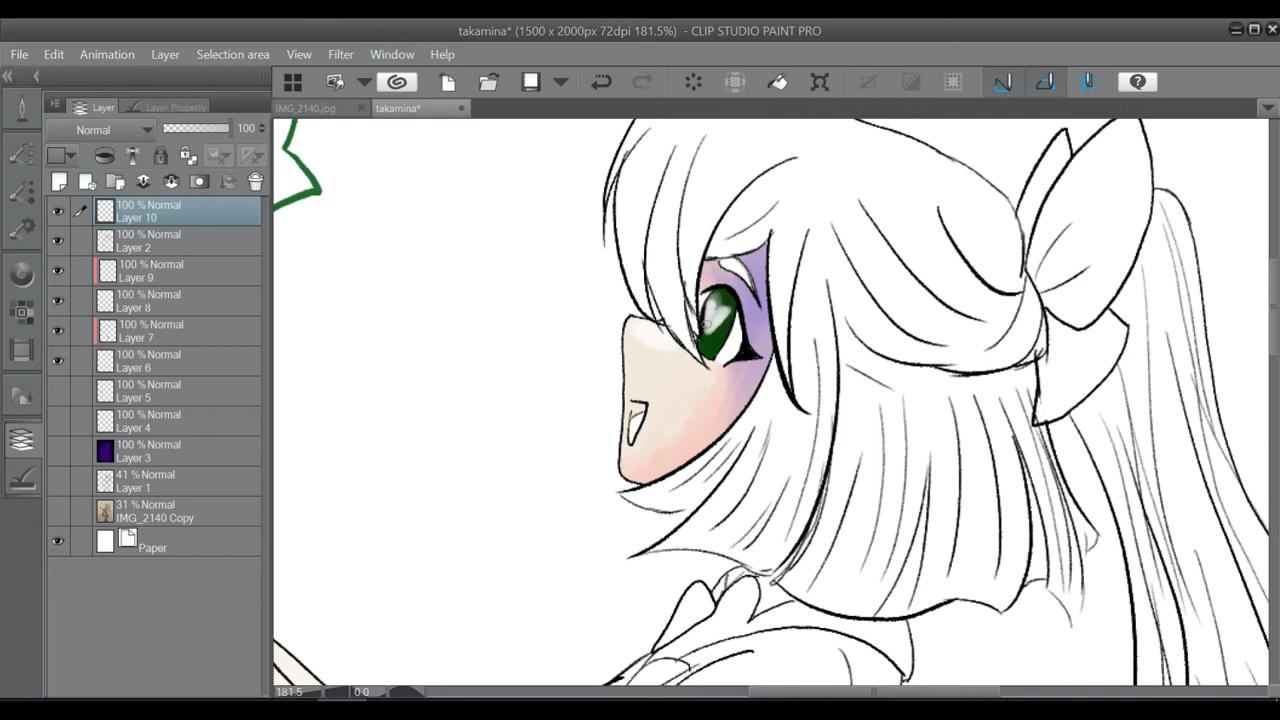 takamina* (1500 x 2000px 72dpi 181.5%) - CLIP STUDIO PAINT PRO
File Edit Animation Layer Selection area View Filter Window Help
IMG_2140.jpg takamina*
Layer Layer Property
Normal 100
100 % Normal
Layer 10
100 % Normal
Layer 2
100 % Normal
Layer 9
100 % Normal
Layer 8
100 % Normal
Layer 7
100 % Normal
Layer 6
100 % Normal
Layer 5
100 % Normal
Layer 4
100 % Normal
Layer 3
41 % Normal
Layer 1
31 % Normal
IMG_2140 Copy
Paper
181.5 0.0